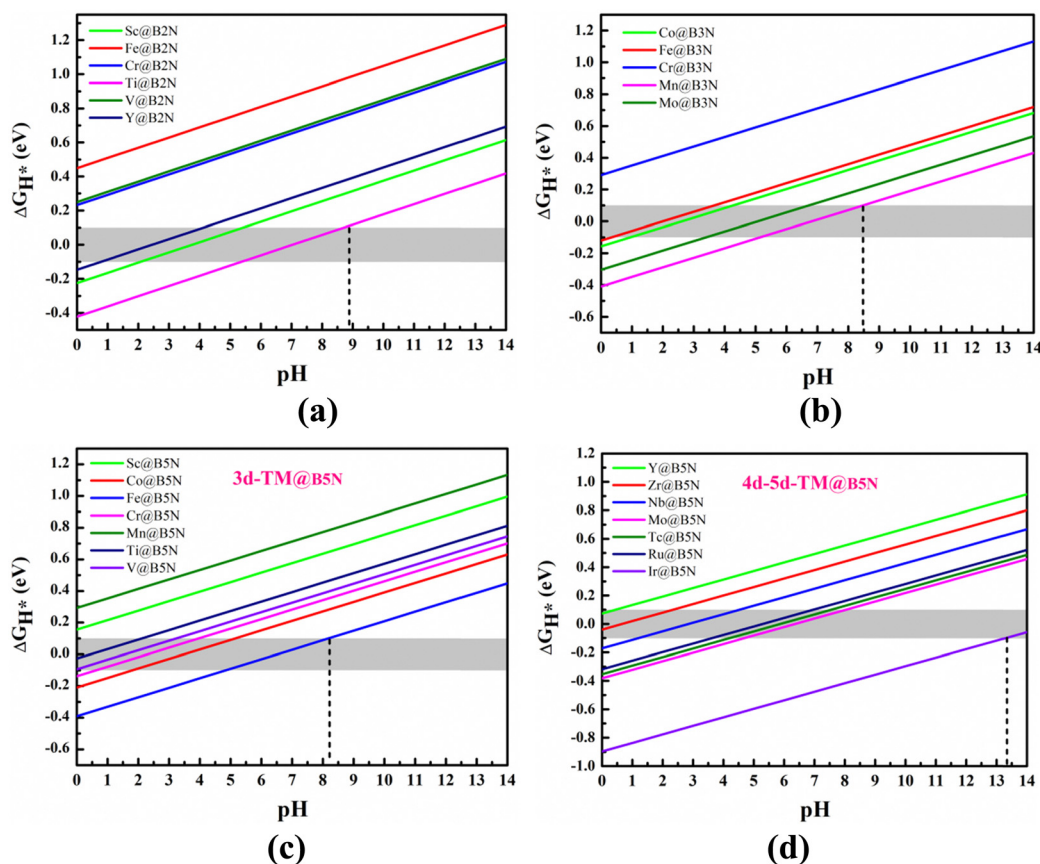 1.2
1.0
0.8
0.6
0.4
0.2
0.0
-0.2
-0.4
ΔG_H* (eV)
Sc@B2N
Fe@B2N
Cr@B2N
Ti@B2N
V@B2N
Y@B2N
0 1 2 3 4 5 6 7 8 9 10 11 12 13 14
pH
(a)
1.2
1.0
0.8
0.6
0.4
0.2
0.0
-0.2
-0.4
-0.6
ΔG_H* (eV)
Co@B3N
Fe@B3N
Cr@B3N
Mn@B3N
Mo@B3N
0 1 2 3 4 5 6 7 8 9 10 11 12 13 14
pH
(b)
1.2
1.0
0.8
0.6
0.4
0.2
0.0
-0.2
-0.4
-0.6
ΔG_H* (eV)
Sc@B5N
Co@B5N
Fe@B5N
Cr@B5N
Mn@B5N
Ti@B5N
V@B5N
3d-TM@B5N
0 1 2 3 4 5 6 7 8 9 10 11 12 13 14
pH
(c)
1.2
1.0
0.8
0.6
0.4
0.2
0.0
-0.2
-0.4
-0.6
-0.8
-1.0
ΔG_H* (eV)
Y@B5N
Zr@B5N
Nb@B5N
Mo@B5N
Tc@B5N
Ru@B5N
Ir@B5N
4d-5d-TM@B5N
0 1 2 3 4 5 6 7 8 9 10 11 12 13 14
pH
(d)